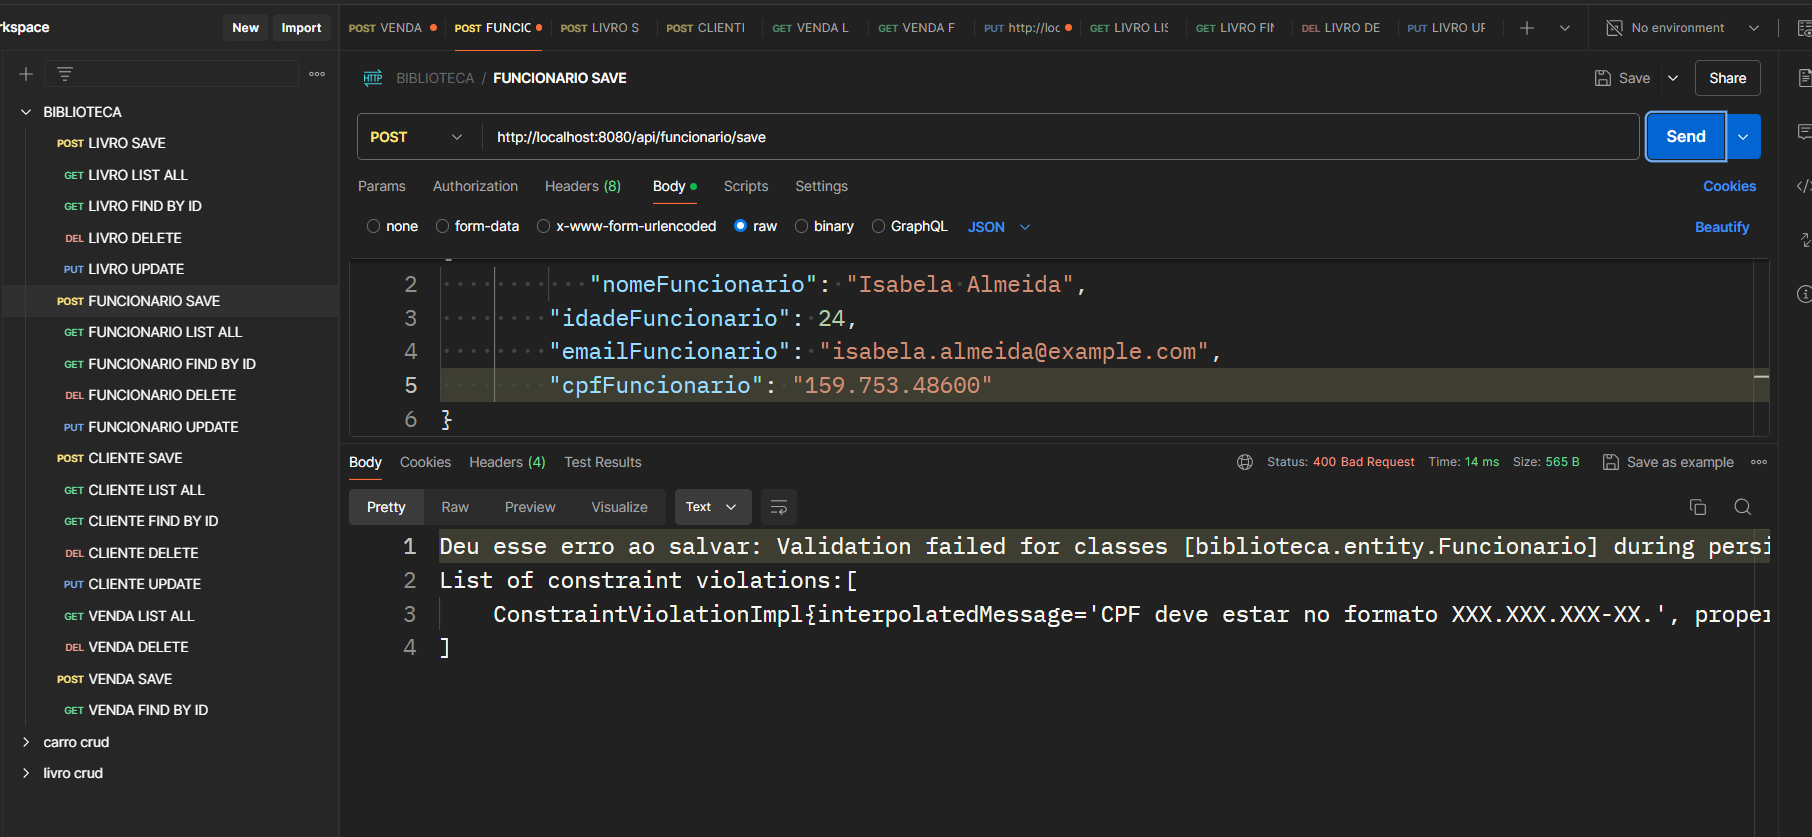 rkspace
New
Import
POST VENDA
POST FUNCIO
POST LIVRO S
POST CLIENTI
GET VENDA L
GET VENDA F
PUT http://loc
GET LIVRO LIS
GET LIVRO FIN
DEL LIVRO DE
PUT LIVRO UP
No environment
BIBLIOTECA
POST LIVRO SAVE
GET LIVRO LIST ALL
GET LIVRO FIND BY ID
DEL LIVRO DELETE
PUT LIVRO UPDATE
POST FUNCIONARIO SAVE
GET FUNCIONARIO LIST ALL
GET FUNCIONARIO FIND BY ID
DEL FUNCIONARIO DELETE
PUT FUNCIONARIO UPDATE
POST CLIENTE SAVE
GET CLIENTE LIST ALL
GET CLIENTE FIND BY ID
DEL CLIENTE DELETE
PUT CLIENTE UPDATE
GET VENDA LIST ALL
DEL VENDA DELETE
POST VENDA SAVE
GET VENDA FIND BY ID
carro crud
livro crud
HTTP BIBLIOTECA / FUNCIONARIO SAVE
Save
Share
POST http://localhost:8080/api/funcionario/save
Send
Params Authorization Headers (8) Body Scripts Settings
Cookies
none form-data x-www-form-urlencoded raw binary GraphQL JSON
Beautify
2 "nomeFuncionario": "Isabela Almeida",
3 "idadeFuncionario": 24,
4 "emailFuncionario": "isabela.almeida@example.com",
5 "cpfFuncionario": "159.753.48600"
6 }
Body Cookies Headers (4) Test Results
Status: 400 Bad Request Time: 14 ms Size: 565 B
Save as example
Pretty Raw Preview Visualize Text
1 Deu esse erro ao salvar: Validation failed for classes [biblioteca.entity.Funcionario] during persi
2 List of constraint violations:[
3 ConstraintViolationImpl{interpolatedMessage='CPF deve estar no formato XXX.XXX.XXX-XX.', proper
4 ]